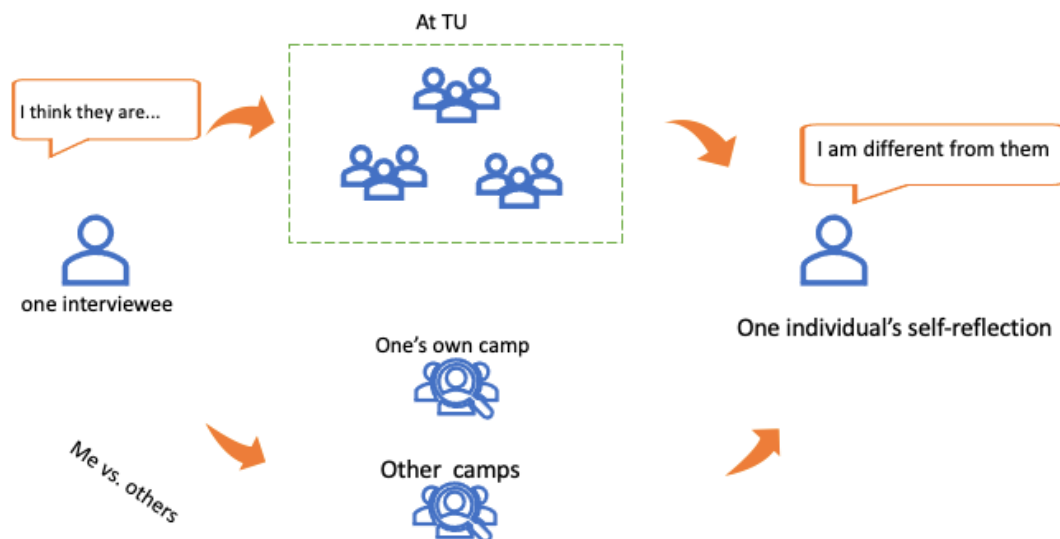 At TU
I think they are...
I am different from them
one interviewee
One individual's self-reflection
One's own camp
Me vs. others
Other camps